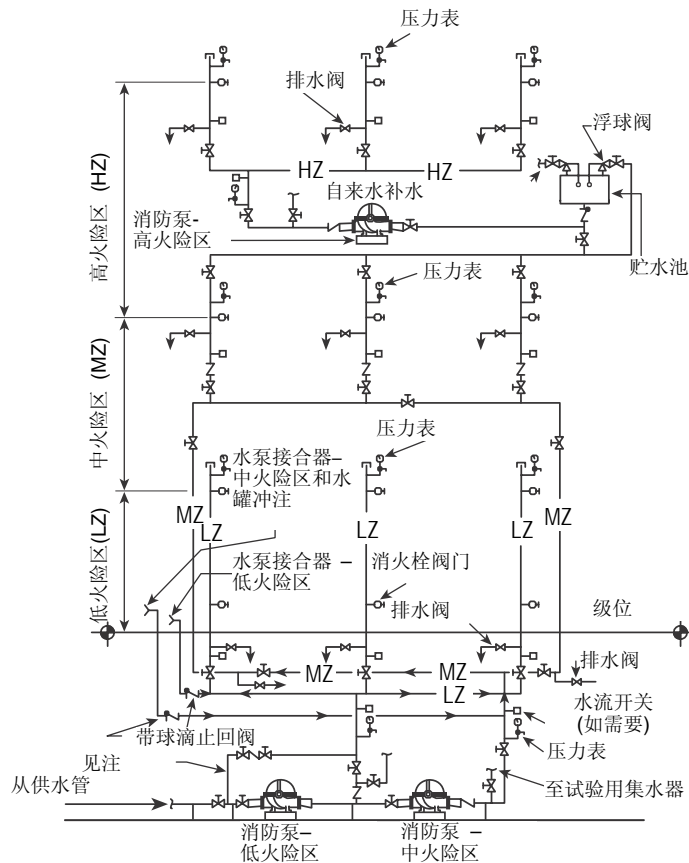 压力表
排水阀
浮球阀
HZ
HZ
自来水补水
消防泵-
高火险区
高火险区 (HZ)
贮水池
压力表
中火险区 (MZ)
压力表
水泵接合器–
中火险区和水
罐冲注
MZ
LZ
LZ
LZ
MZ
低火险区(LZ)
水泵接合器 –
低火险区
消火栓阀门
排水阀
级位
MZ
MZ
排水阀
LZ
水流开关
(如需要)
带球滴止回阀
压力表
见注
从供水管
至试验用集水器
消防泵–
低火险区
消防泵 –
中火险区